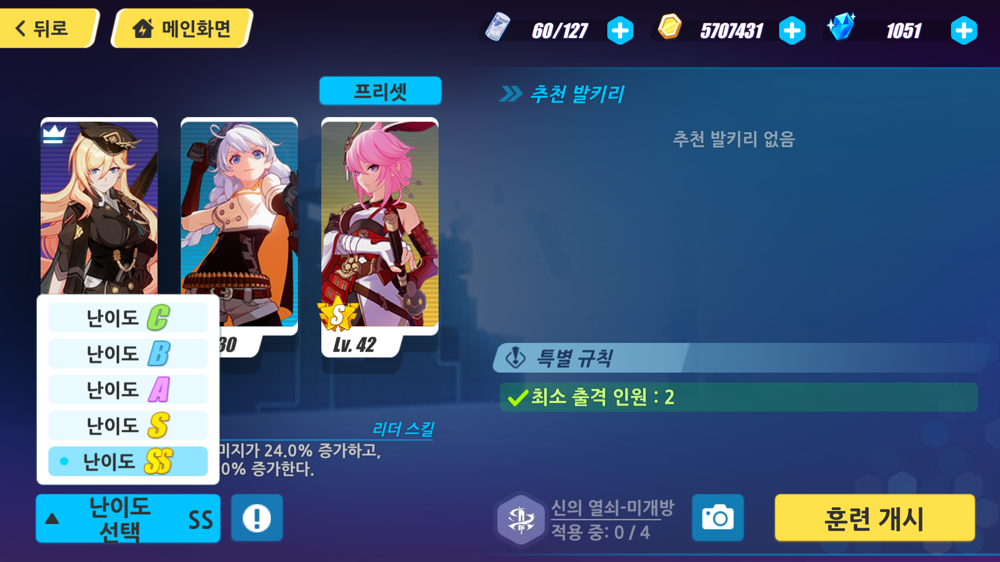 뒤로
메인화면
60/127
5707431
1051
프리셋
추천 발키리
추천 발키리 없음
S
30
Lv. 42
난이도 C
난이도 B
난이도 A
난이도 S
난이도 SS
특별 규칙
최소 출격 인원 : 2
리더 스킬
미지가 24.0% 증가하고,
0% 증가한다.
난이도
선택
SS
신의 열쇠-미개방
적용 중: 0 / 4
훈련 개시